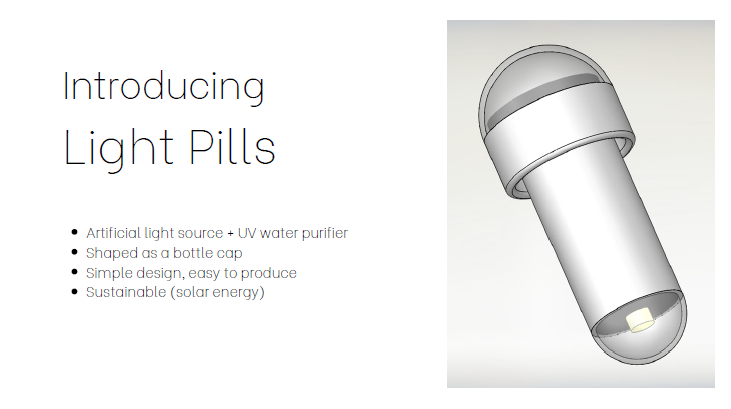 Introducing
Light Pills
• Artificial light source + UV water purifier
• Shaped as a bottle cap
• Simple design, easy to produce
• Sustainable (solar energy)